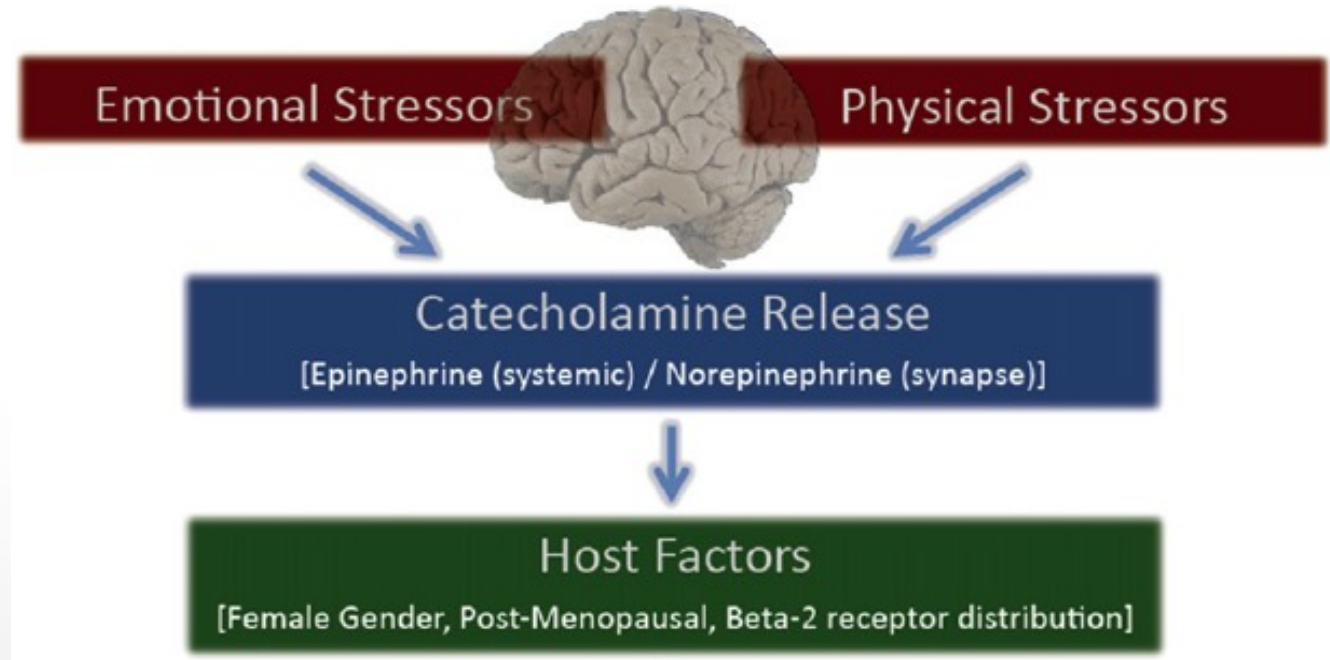 Emotional Stressors
Physical Stressors
Catecholamine Release
[Epinephrine (systemic) / Norepinephrine (synapse)]
Host Factors
[Female Gender, Post-Menopausal, Beta-2 receptor distribution]